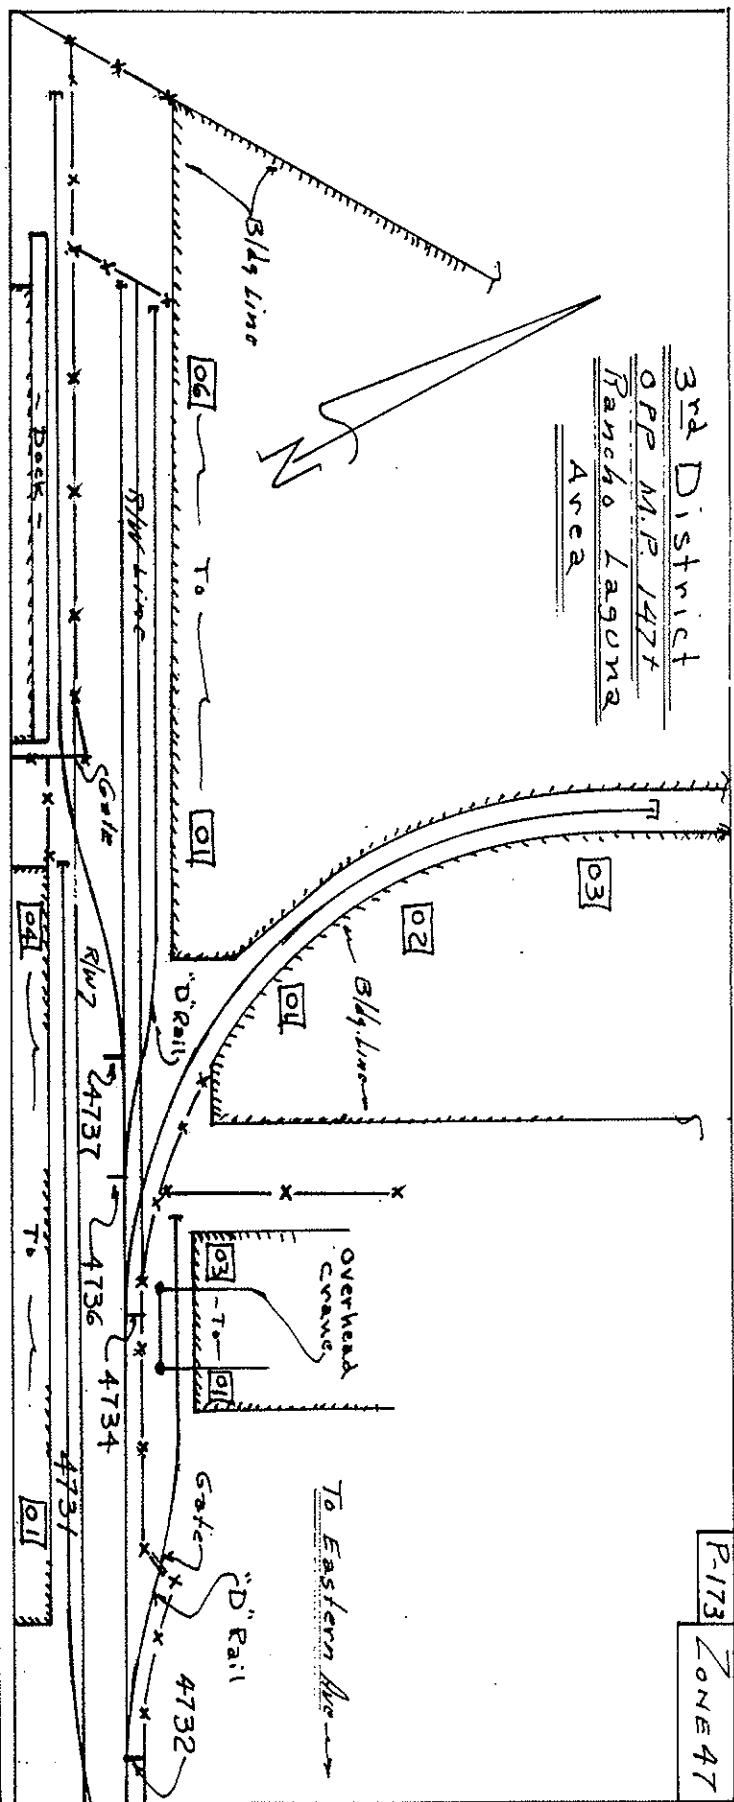 P-173
ZONE 47
3rd District
OPP M.P. 147+
Rancho Laguna
Area
N
Bldg Line
06 To 01
R/W Line
- Dock -
Gate
R/W
"D" Rail
01
02
03
Bldg. Line
4737
4736
4734
Overhead
Crane
03 - To - 01
To Eastern Ave
Gate
"D" Rail
4732
04 To 01
4731